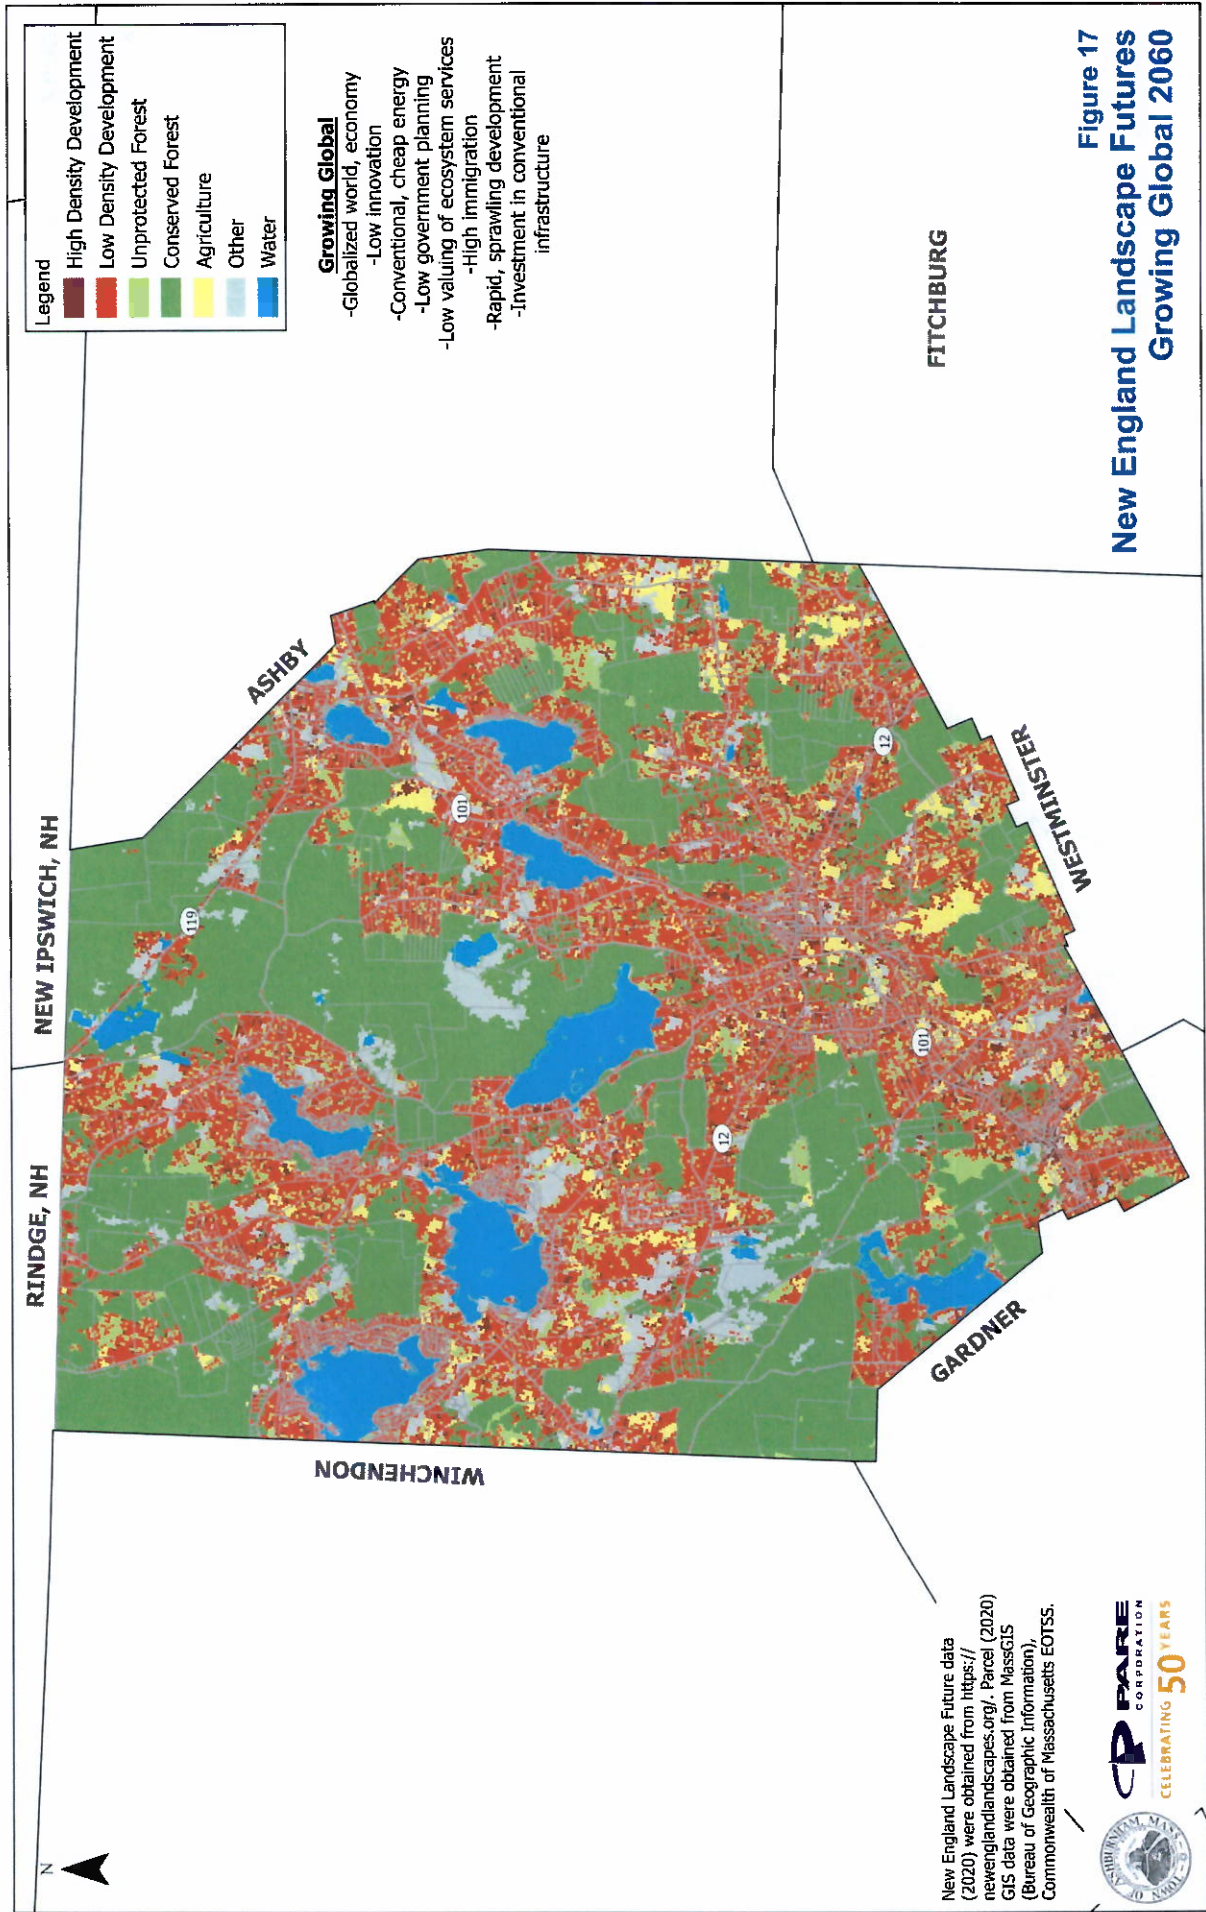 Legend
High Density Development
Low Density Development
Unprotected Forest
Conserved Forest
Agriculture
Other
Water
Growing Global
-Globalized world, economy
-Low innovation
-Conventional, cheap energy
-Low government planning
-Low valuing of ecosystem services
-High immigration
-Rapid, sprawling development
-Investment in conventional
infrastructure
N
RINDGE, NH
NEW IPSWICH, NH
ASHBY
WINCHENDON
GARDNER
WESTMINSTER
FITCHBURG
119
101
12
12
101
New England Landscape Future data
(2020) were obtained from https://
newenglandlandscapes.org/. Parcel (2020)
GIS data were obtained from MassGIS
(Bureau of Geographic Information),
Commonwealth of Massachusetts EOTSS.
TOWN OF ASHBURNHAM, MASS
PARE
CORPORATION
CELEBRATING 50 YEARS
Figure 17
New England Landscape Futures
Growing Global 2060